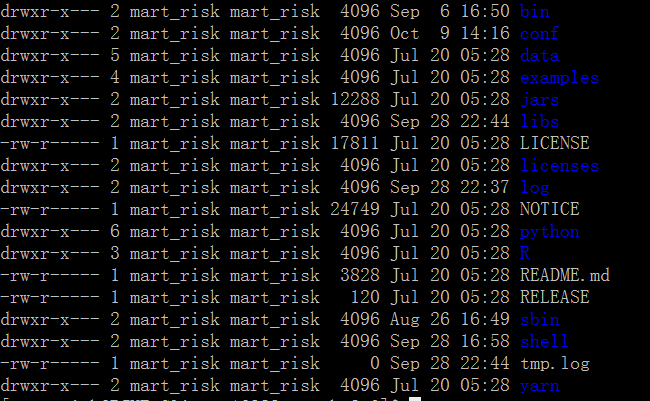 drwxr-x--- 2 mart_risk mart_risk  4096 Sep  6 16:50 bin
drwxr-x--- 2 mart_risk mart_risk  4096 Oct  9 14:16 conf
drwxr-x--- 5 mart_risk mart_risk  4096 Jul 20 05:28 data
drwxr-x--- 4 mart_risk mart_risk  4096 Jul 20 05:28 examples
drwxr-x--- 2 mart_risk mart_risk 12288 Jul 20 05:28 jars
drwxr-x--- 2 mart_risk mart_risk  4096 Sep 28 22:44 libs
-rw-r----- 1 mart_risk mart_risk 17811 Jul 20 05:28 LICENSE
drwxr-x--- 2 mart_risk mart_risk  4096 Jul 20 05:28 licenses
drwxr-x--- 2 mart_risk mart_risk  4096 Sep 28 22:37 log
-rw-r----- 1 mart_risk mart_risk 24749 Jul 20 05:28 NOTICE
drwxr-x--- 6 mart_risk mart_risk  4096 Jul 20 05:28 python
drwxr-x--- 3 mart_risk mart_risk  4096 Jul 20 05:28 R
-rw-r----- 1 mart_risk mart_risk  3828 Jul 20 05:28 README.md
-rw-r----- 1 mart_risk mart_risk   120 Jul 20 05:28 RELEASE
drwxr-x--- 2 mart_risk mart_risk  4096 Aug 26 16:49 sbin
drwxr-x--- 2 mart_risk mart_risk  4096 Sep 28 16:58 shell
-rw-r----- 1 mart_risk mart_risk     0 Sep 28 22:44 tmp.log
drwxr-x--- 2 mart_risk mart_risk  4096 Jul 20 05:28 yarn